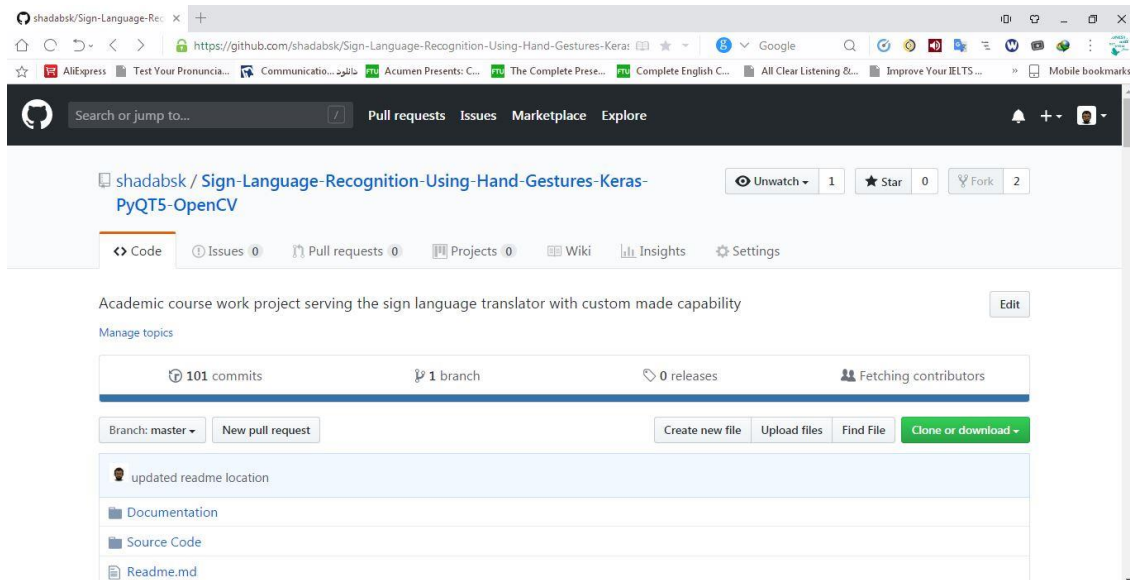 shadabsk/Sign-Language-Rec
https://github.com/shadabsk/Sign-Language-Recognition-Using-Hand-Gestures-Keras
Google
AliExpress Test Your Pronuncia... Communicatio... دانلود Acumen Presents: C... The Complete Prese... Complete English C... All Clear Listening &... Improve Your IELTS ... » Mobile bookmarks
Search or jump to... / Pull requests Issues Marketplace Explore
shadabsk / Sign-Language-Recognition-Using-Hand-Gestures-Keras-
PyQT5-OpenCV
Unwatch 1 Star 0 Fork 2
Code Issues 0 Pull requests 0 Projects 0 Wiki Insights Settings
Academic course work project serving the sign language translator with custom made capability
Edit
Manage topics
101 commits 1 branch 0 releases Fetching contributors
Branch: master New pull request Create new file Upload files Find File Clone or download
updated readme location
Documentation
Source Code
Readme.md